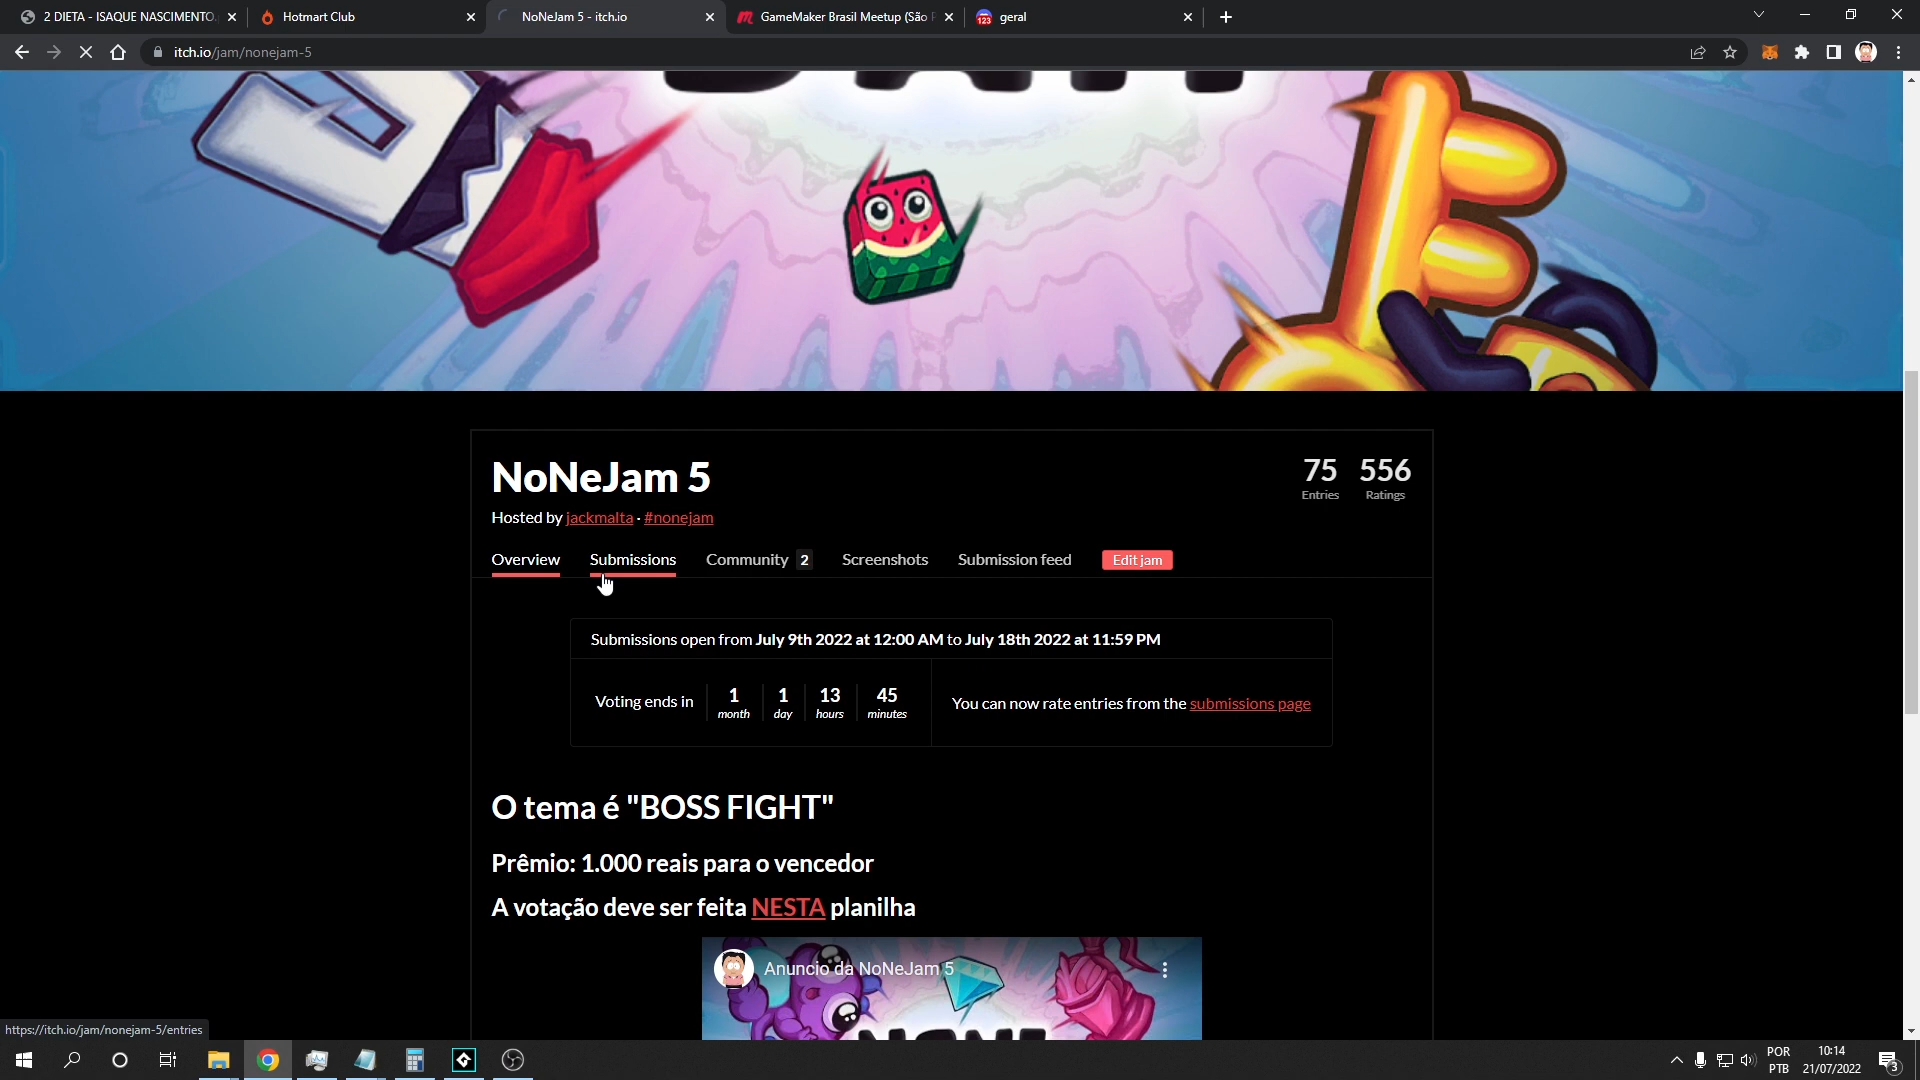 2 DIETA - ISAQUE NASCIMENTO.
Hotmart Club
NoNeJam 5 - itch.io
GameMaker Brasil Meetup (São P
geral
itch.io/jam/nonejam-5
NoNeJam 5
75 Entries
556 Ratings
Hosted by jackmalta · #nonejam
Overview Submissions Community 2 Screenshots Submission feed Edit jam
Submissions open from July 9th 2022 at 12:00 AM to July 18th 2022 at 11:59 PM
Voting ends in 1 month 1 day 13 hours 45 minutes
You can now rate entries from the submissions page
O tema é "BOSS FIGHT"
Prêmio: 1.000 reais para o vencedor
A votação deve ser feita NESTA planilha
Anuncio da NoNeJam 5
https://itch.io/jam/nonejam-5/entries
POR
PTB
10:14
21/07/2022
3